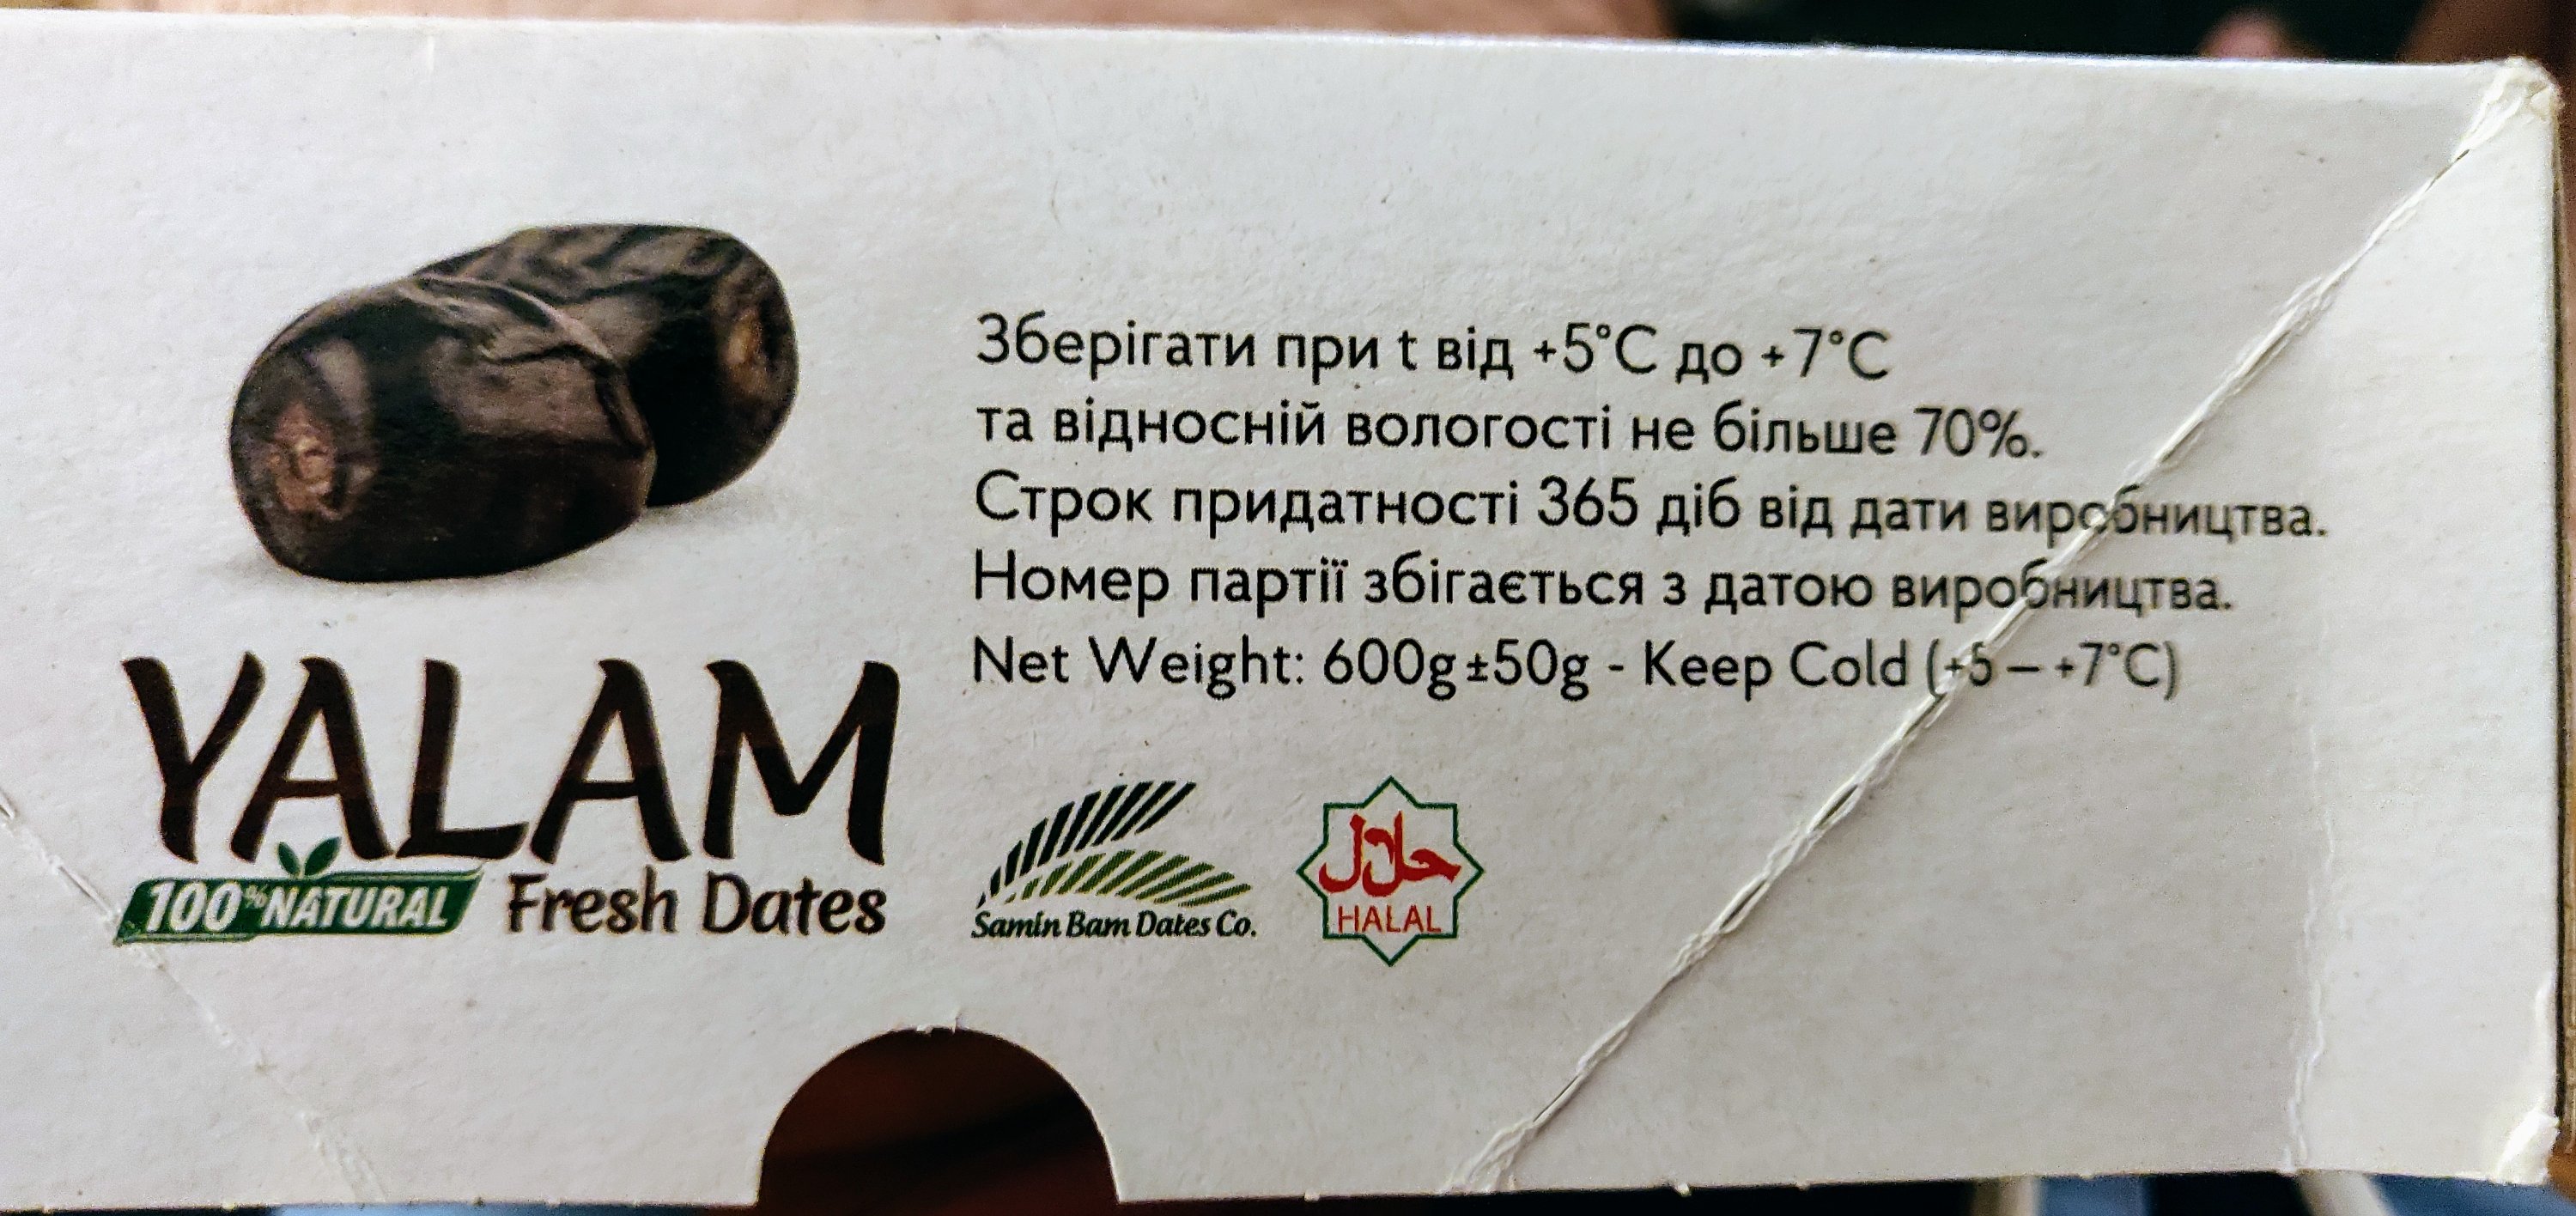 Зберігати при t від +5°C до +7°C
та відносній вологості не більше 70%.
Строк придатності 365 діб від дати виробництва.
Номер партії збігається з датою виробництва.
Net Weight: 600g±50g - Keep Cold (+5 – +7°C)
YALAM
100% NATURAL Fresh Dates
Samin Bam Dates Co.
حلال
HALAL